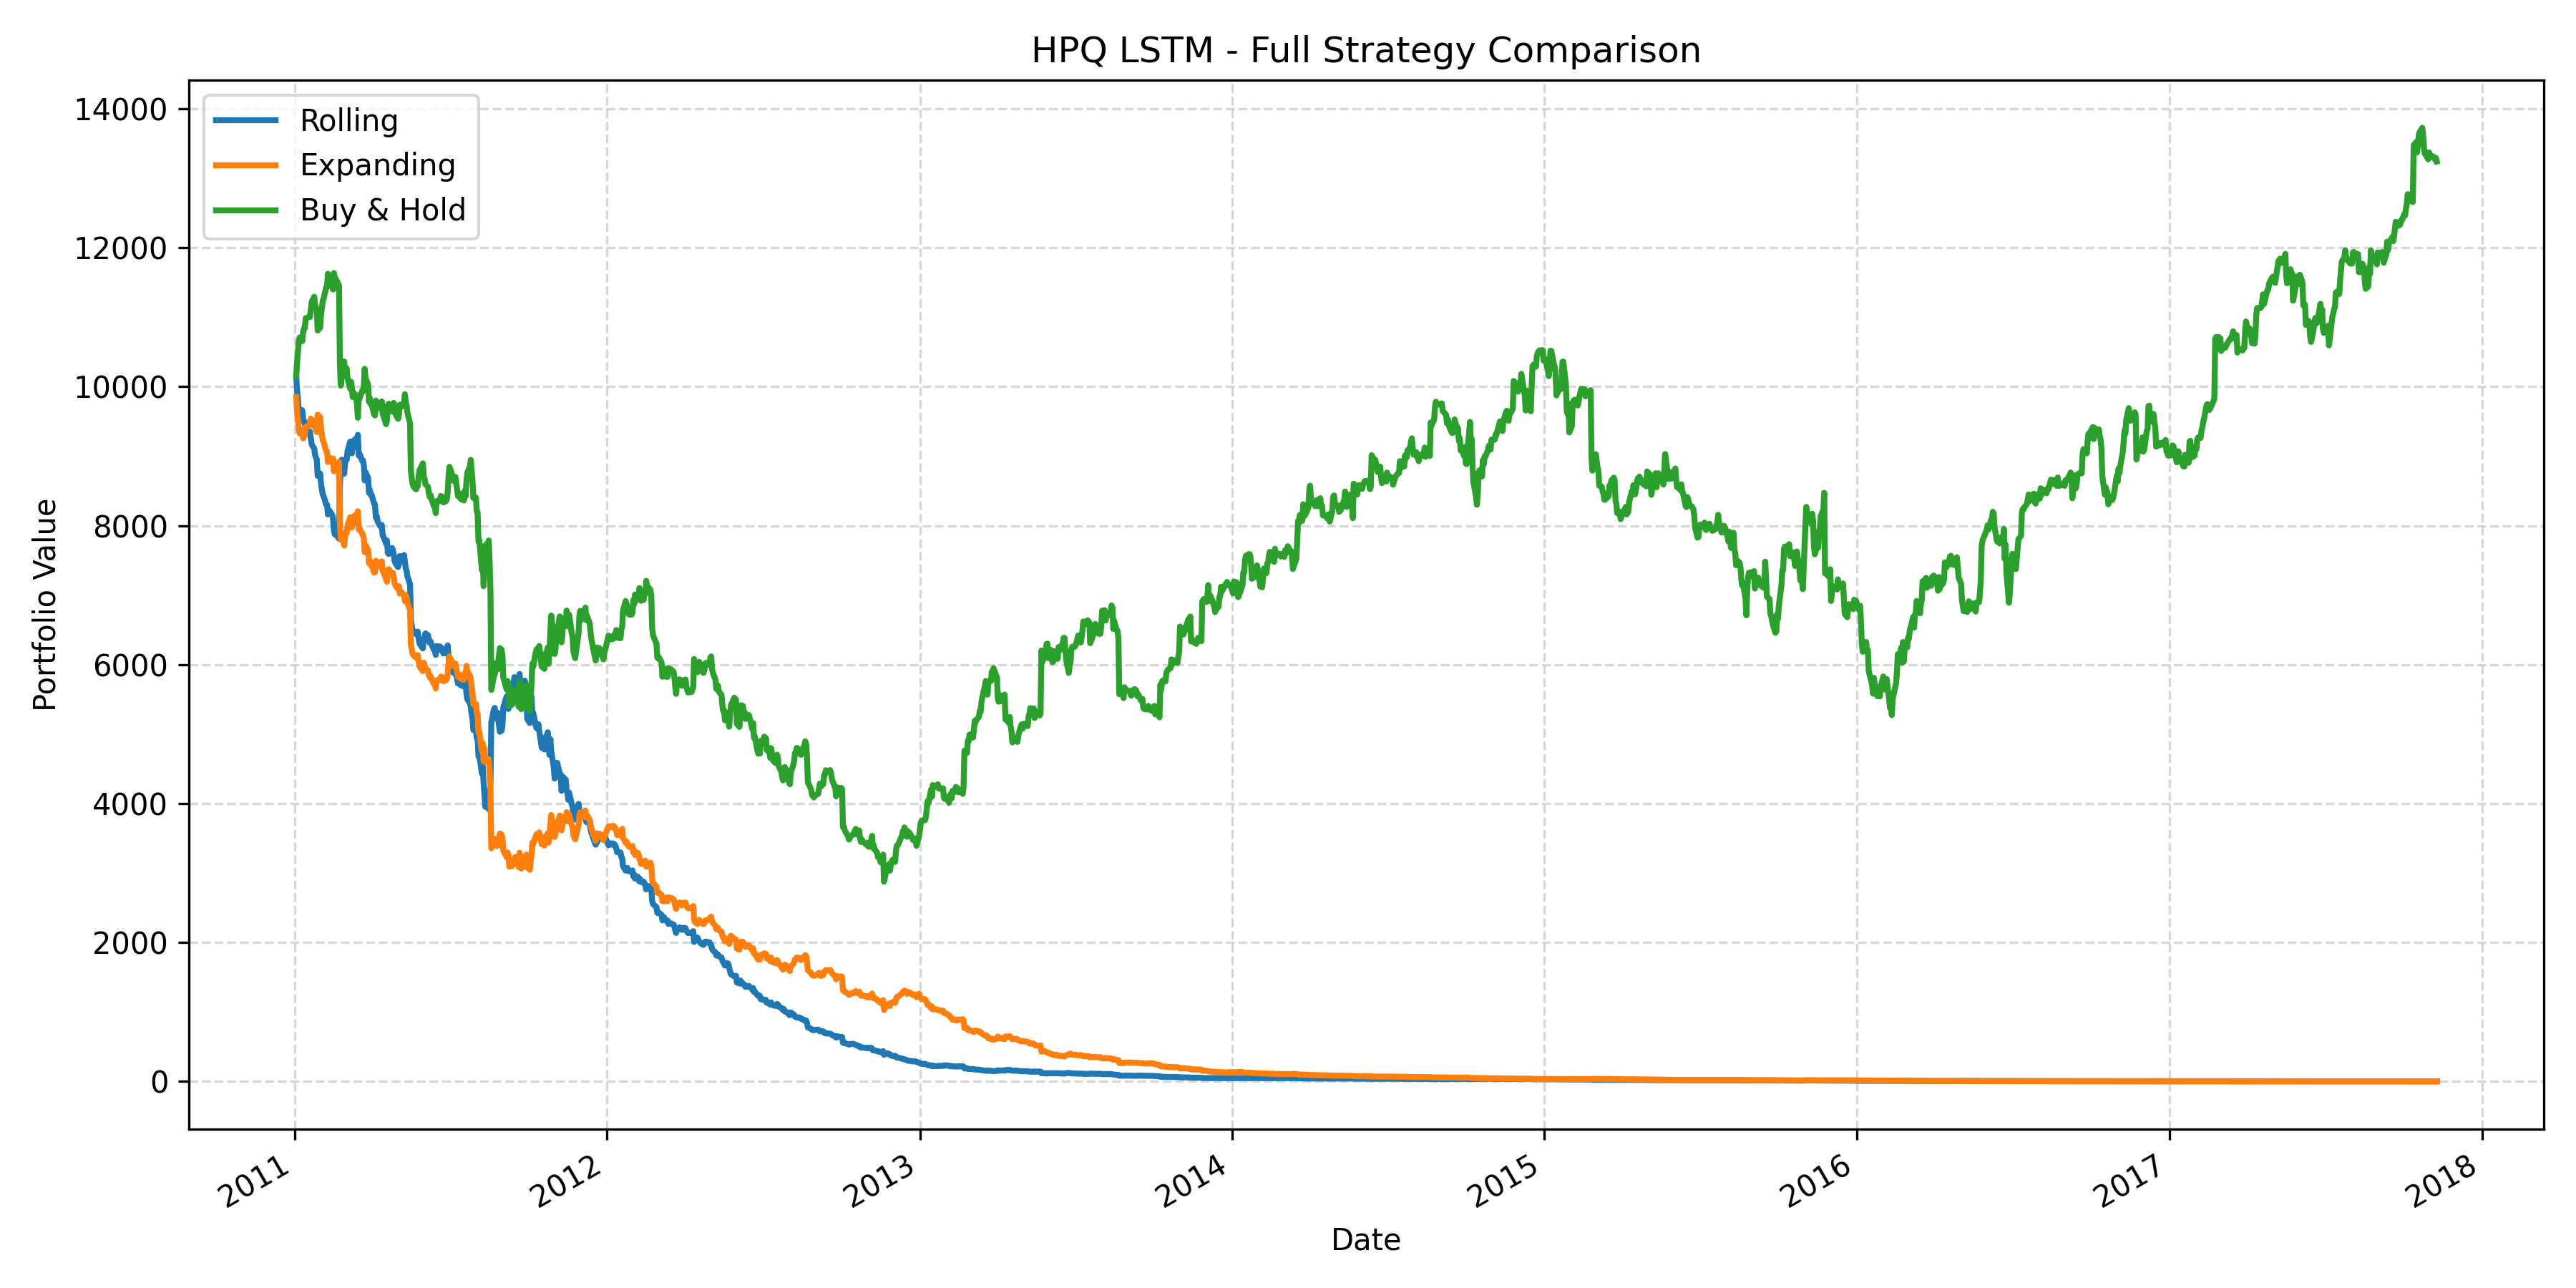 HPQ LSTM - Full Strategy Comparison
Rolling
Expanding
Buy & Hold
Portfolio Value
14000
12000
10000
8000
6000
4000
2000
0
2011
2012
2013
2014
2015
2016
2017
2018
Date